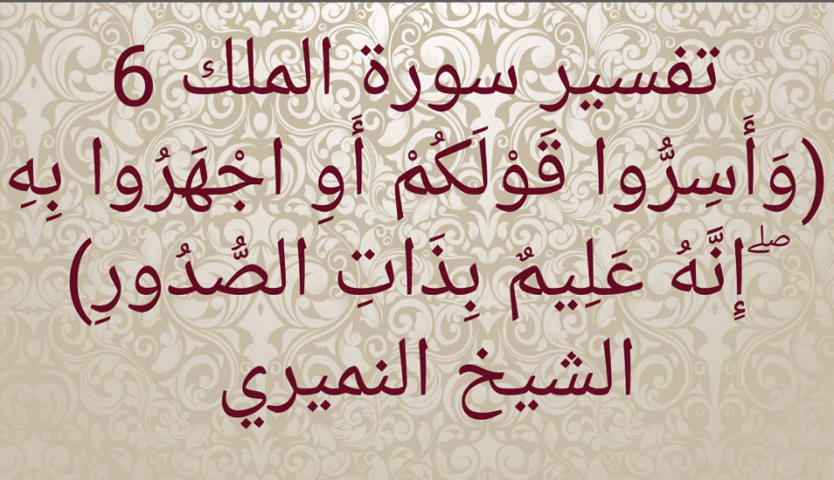 تفسير سورة الملك 6
(وَأَسِرُّوا قَوْلَكُمْ أَوِ اجْهَرُوا بِهِ
ۖ إِنَّهُ عَلِيمٌ بِذَاتِ الصُّدُورِ)
الشيخ النميري